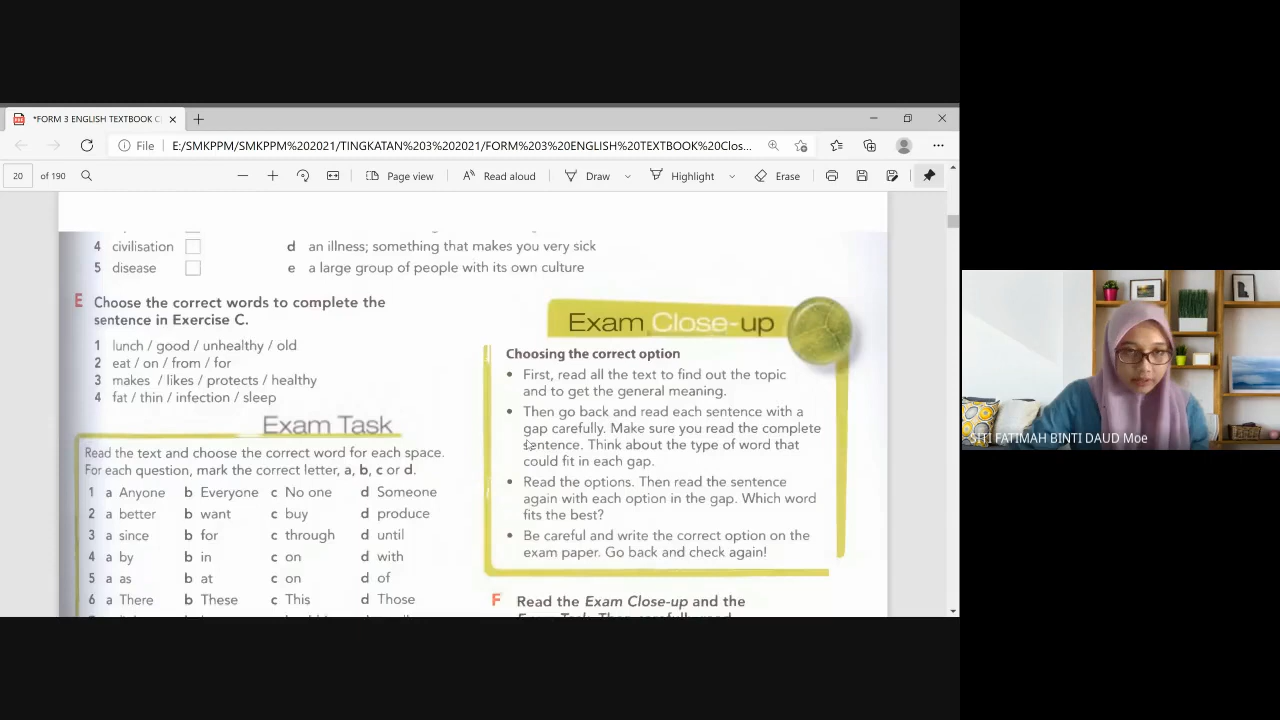 *FORM 3 ENGLISH TEXTBOOK C
File E:/SMKPPM/SMKPPM%202021/TINGKATAN%203%202021/FORM%203%20ENGLISH%20TEXTBOOK%20Clos...
20 of 190 Page view Read aloud Draw Highlight Erase
4 civilisation d an illness; something that makes you very sick
5 disease e a large group of people with its own culture
E Choose the correct words to complete the
sentence in Exercise C.
1 lunch / good / unhealthy / old
2 eat / on / from / for
3 makes / likes / protects / healthy
4 fat / thin / infection / sleep
Exam Task
Read the text and choose the correct word for each space.
For each question, mark the correct letter, a, b, c or d.
1 a Anyone b Everyone c No one d Someone
2 a better b want c buy d produce
3 a since b for c through d until
4 a by b in c on d with
5 a as b at c on d of
6 a There b These c This d Those
Exam Close-up
Choosing the correct option
• First, read all the text to find out the topic
and to get the general meaning.
• Then go back and read each sentence with a
gap carefully. Make sure you read the complete
sentence. Think about the type of word that
could fit in each gap.
• Read the options. Then read the sentence
again with each option in the gap. Which word
fits the best?
• Be careful and write the correct option on the
exam paper. Go back and check again!
F Read the Exam Close-up and the
SITI FATIMAH BINTI DAUD Moe